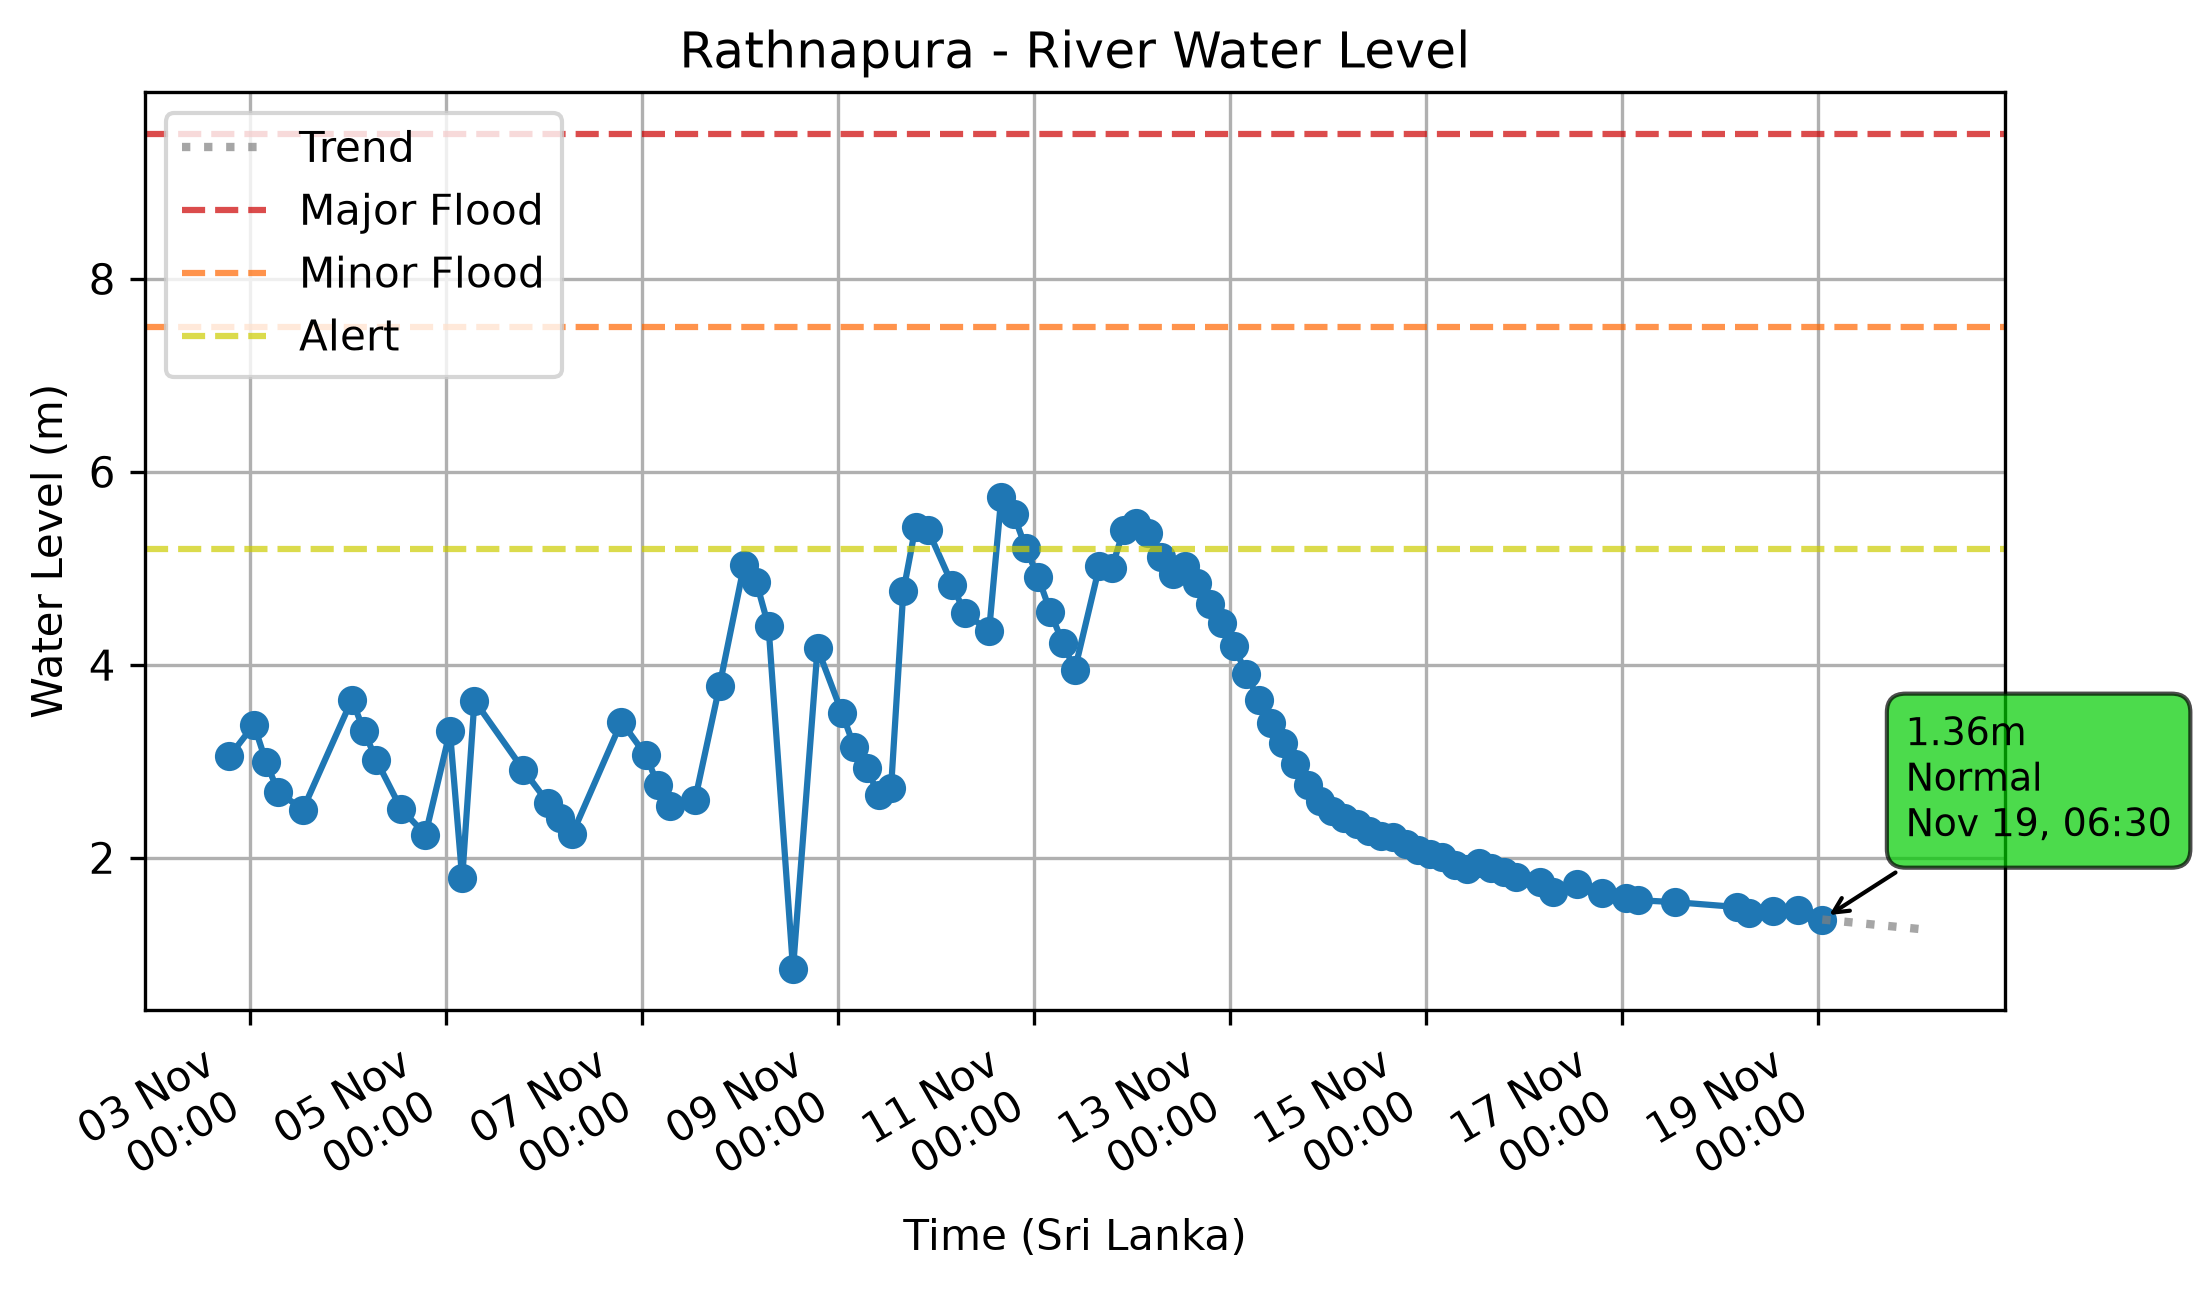 Rathnapura - River Water Level
Trend
Major Flood
Minor Flood
Alert
8
6
4
2
Water Level (m)
1.36m
Normal
Nov 19, 06:30
03 Nov
00:00
05 Nov
00:00
07 Nov
00:00
09 Nov
00:00
11 Nov
00:00
13 Nov
00:00
15 Nov
00:00
17 Nov
00:00
19 Nov
00:00
Time (Sri Lanka)